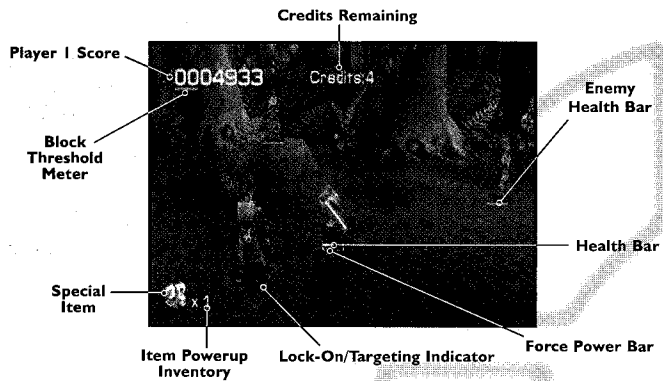 Credits Remaining
Player 1 Score
0004933
Credits:4
Enemy
Health Bar
Block
Threshold
Meter
Health Bar
Special
Item
x 1
Force Power Bar
Item Powerup
Inventory
Lock-On/Targeting Indicator